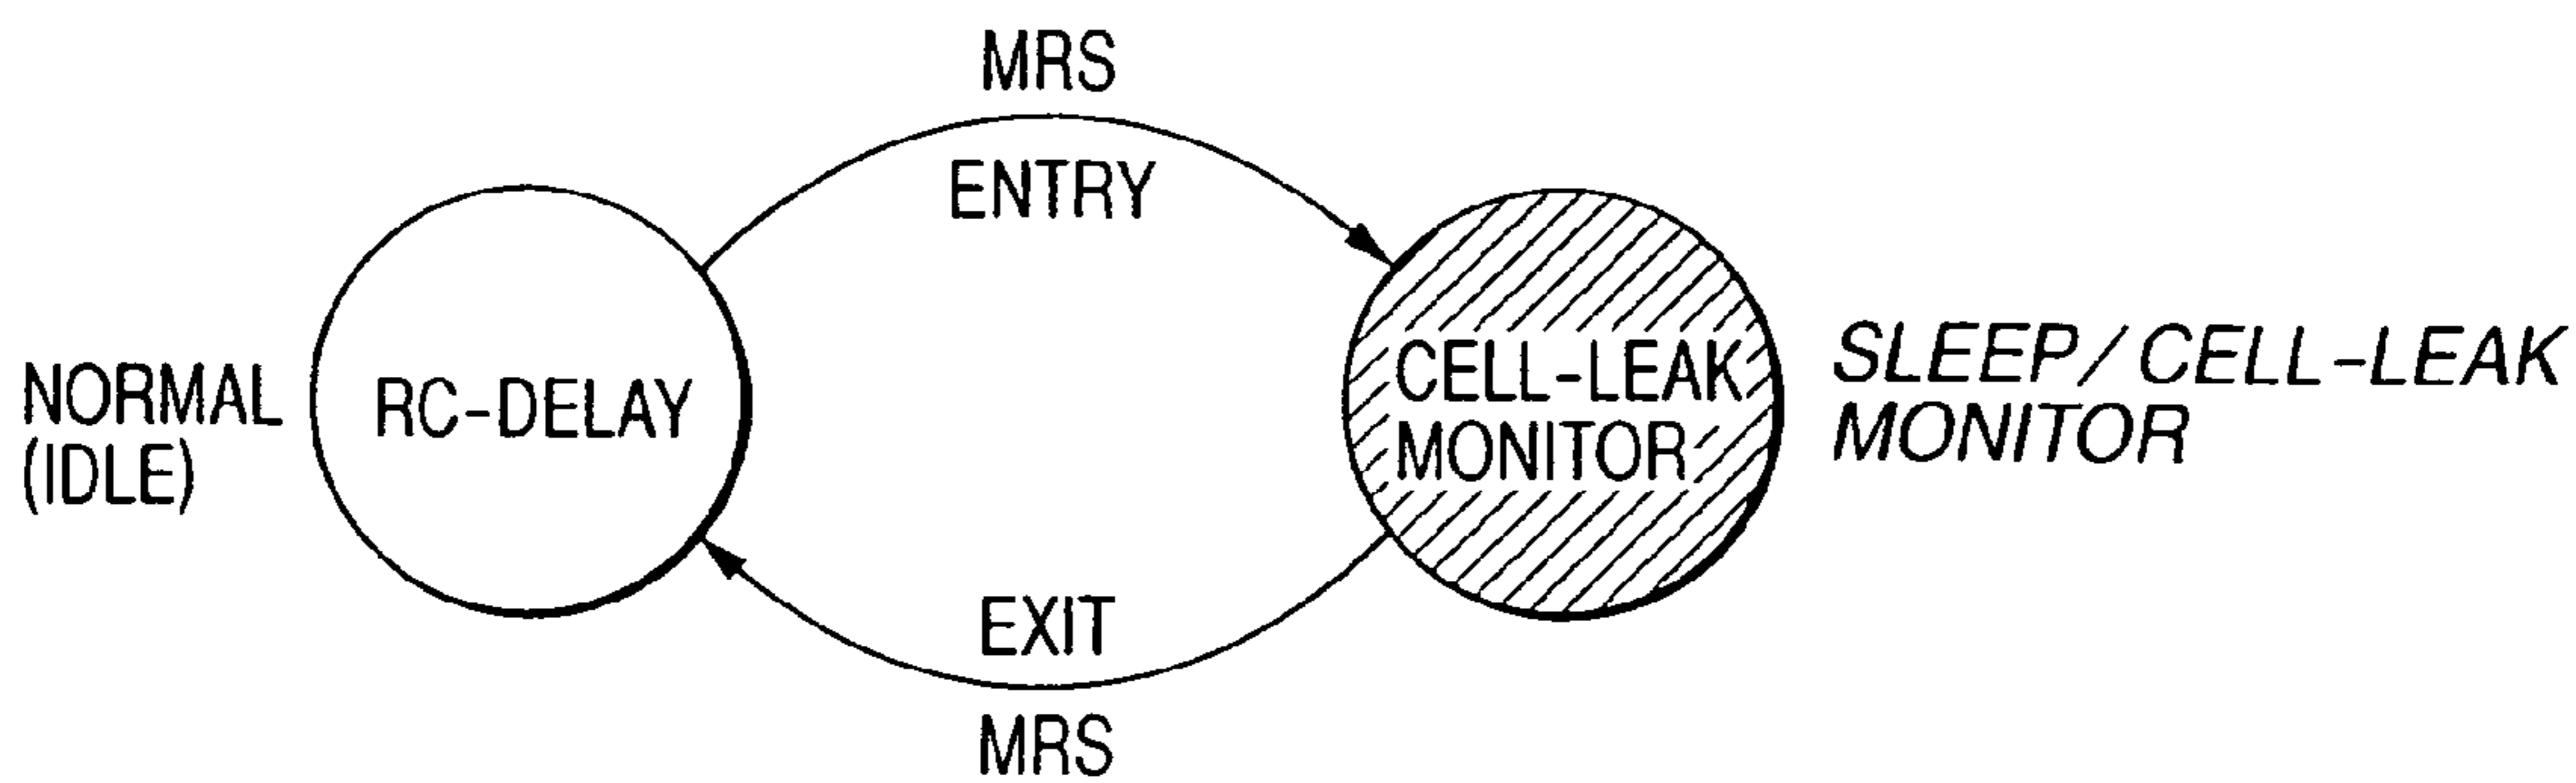 MRS
ENTRY
NORMAL
(IDLE)
RC-DELAY
CELL-LEAK
MONITOR
SLEEP/CELL-LEAK
MONITOR
EXIT
MRS